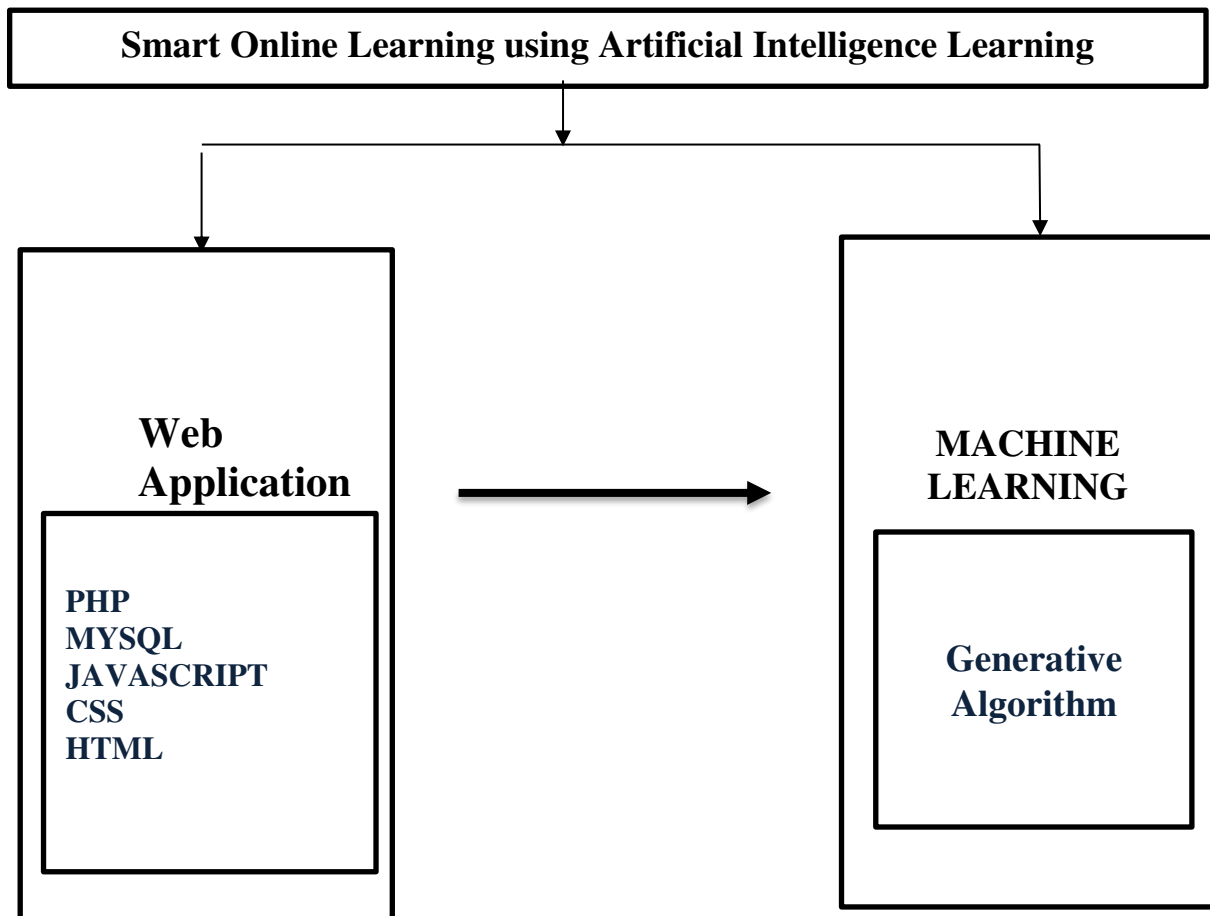 Smart Online Learning using Artificial Intelligence Learning
Web
Application
PHP
MYSQL
JAVASCRIPT
CSS
HTML
MACHINE
LEARNING
Generative
Algorithm